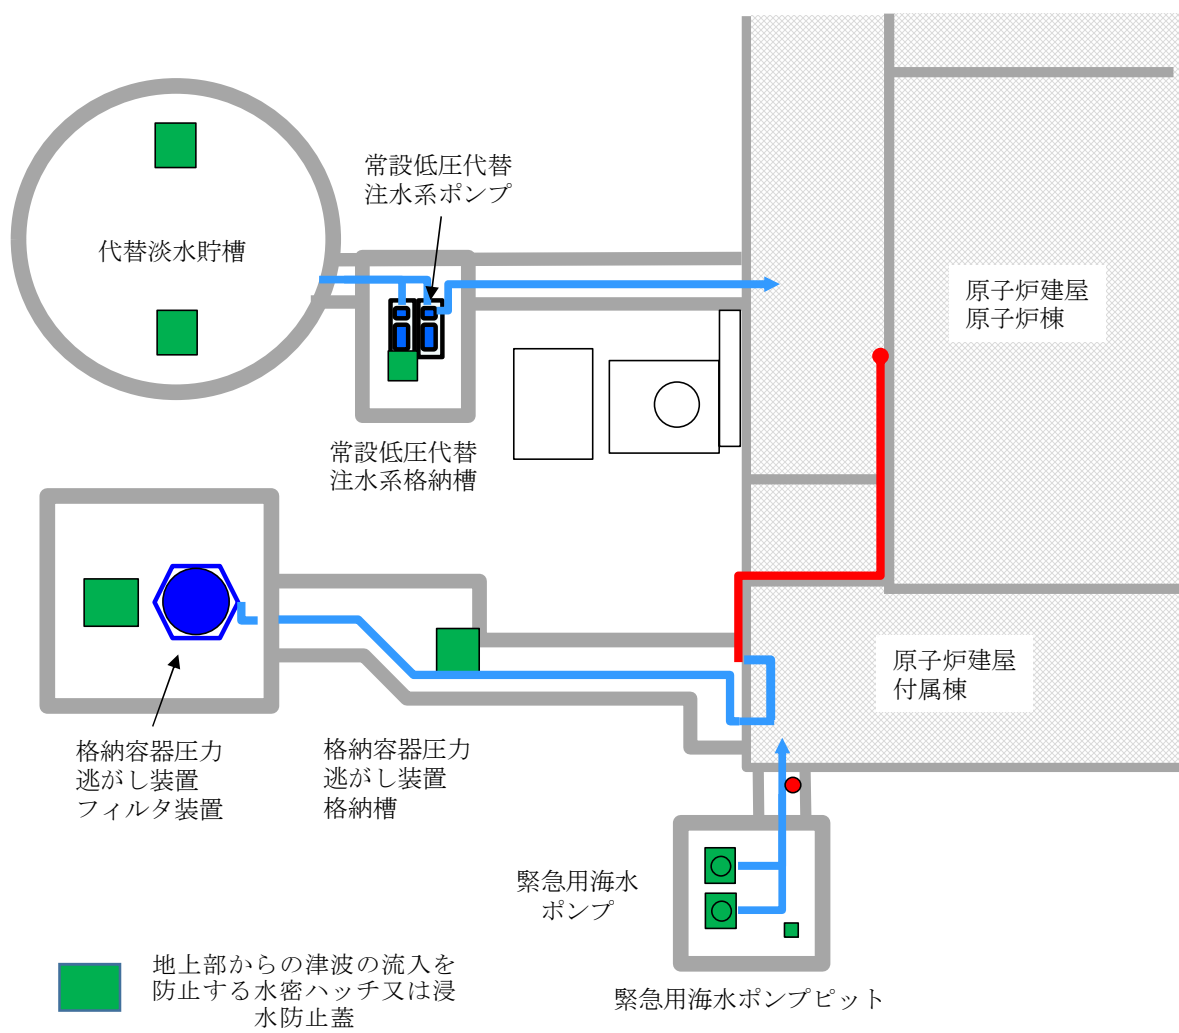 常設低圧代替
注水系ポンプ
代替淡水貯槽
原子炉建屋
原子炉棟
常設低圧代替
注水系格納槽
原子炉建屋
付属棟
格納容器圧力
逃がし装置
フィルタ装置
格納容器圧力
逃がし装置
格納槽
緊急用海水
ポンプ
地上部からの津波の流入を
防止する水密ハッチ又は浸
水防止蓋
緊急用海水ポンプピット